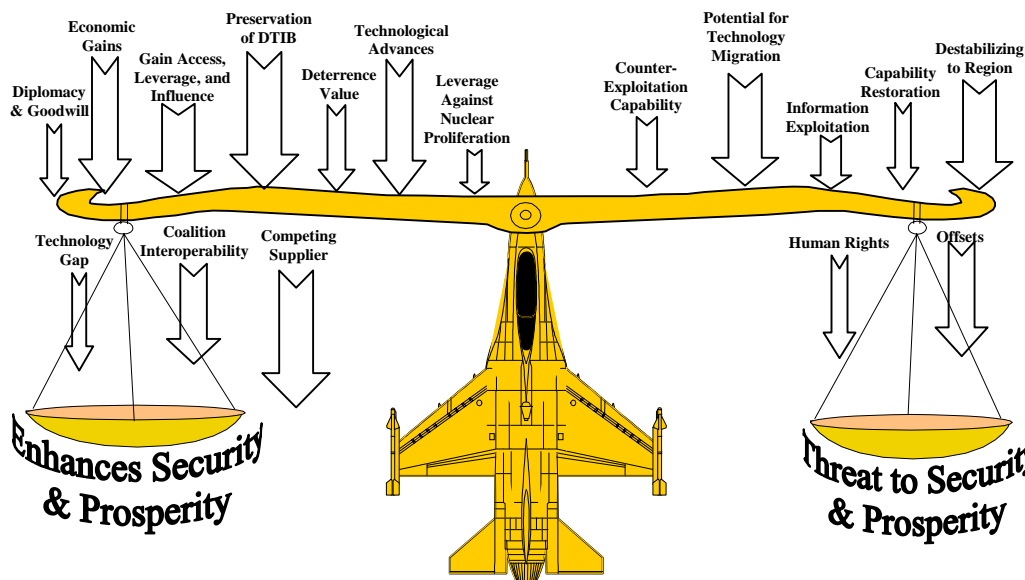 Economic
Gains
Diplomacy
& Goodwill
Gain Access,
Leverage, and
Influence
Preservation
of DTIB
Deterrence
Value
Technological
Advances
Leverage
Against
Nuclear
Proliferation
Counter-
Exploitation
Capability
Potential for
Technology
Migration
Information
Exploitation
Capability
Restoration
Destabilizing
to Region
Technology
Gap
Coalition
Interoperability
Competing
Supplier
Human Rights
Offsets
Enhances Security
& Prosperity
Threat to Security
& Prosperity